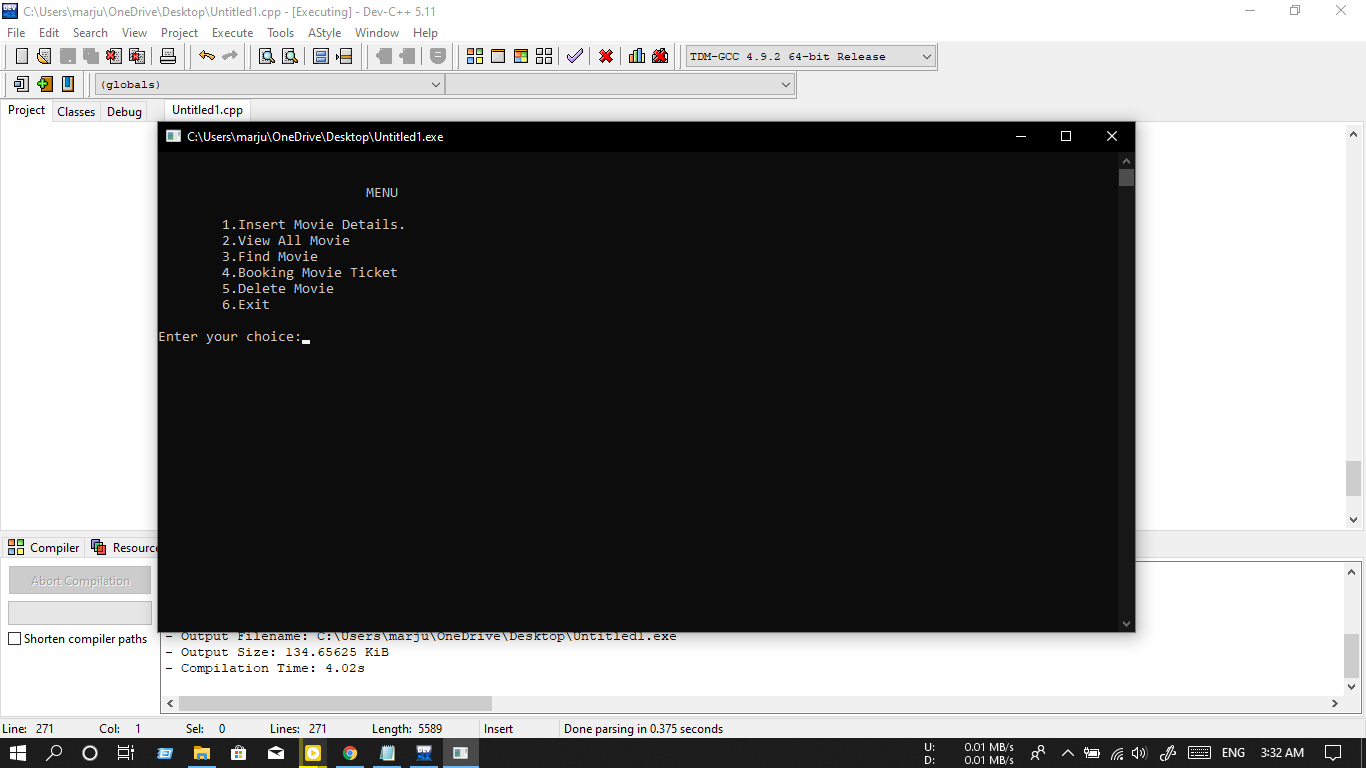 C:\Users\marju\OneDrive\Desktop\Untitled1.cpp - [Executing] - Dev-C++ 5.11
File Edit Search View Project Execute Tools AStyle Window Help
TDM-GCC 4.9.2 64-bit Release
(globals)
Project Classes Debug Untitled1.cpp
C:\Users\marju\OneDrive\Desktop\Untitled1.exe
MENU
1.Insert Movie Details.
2.View All Movie
3.Find Movie
4.Booking Movie Ticket
5.Delete Movie
6.Exit
Enter your choice:
Compiler Resource
Abort Compilation
Shorten compiler paths
- Output Filename: C:\Users\marju\OneDrive\Desktop\Untitled1.exe
- Output Size: 134.65625 KiB
- Compilation Time: 4.02s
Line: 271 Col: 1 Sel: 0 Lines: 271 Length: 5589 Insert Done parsing in 0.375 seconds
U: 0.01 MB/s
D: 0.01 MB/s
ENG 3:32 AM